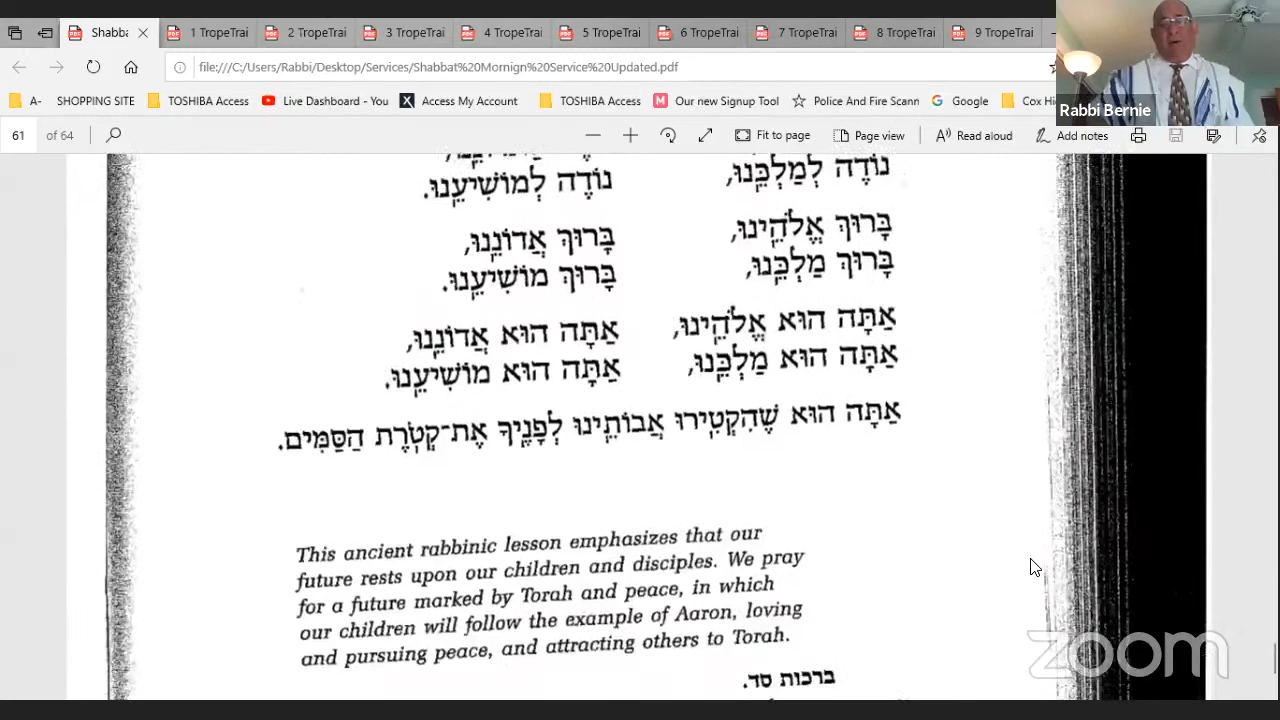 Shabba
1 TropeTrai
2 TropeTrai
3 TropeTrai
4 TropeTrai
5 TropeTrai
6 TropeTrai
7 TropeTrai
8 TropeTrai
9 TropeTrai
file:///C:/Users/Rabbi/Desktop/Services/Shabbat%20Mornign%20Service%20Updated.pdf
A- SHOPPING SITE
TOSHIBA Access
Live Dashboard - You
Access My Account
TOSHIBA Access
Our new Signup Tool
Police And Fire Scann
Google
Cox Hi
Rabbi Bernie
61 of 64
Fit to page
Page view
Read aloud
Add notes
נוֹדֶה לְמַלְכֵּֽנוּ, נוֹדֶה לְמוֹשִׁיעֵֽנוּ.
בָּרוּךְ אֱלֹהֵֽינוּ, בָּרוּךְ אֲדוֹנֵֽנוּ,
בָּרוּךְ מַלְכֵּֽנוּ, בָּרוּךְ מוֹשִׁיעֵֽנוּ.
אַתָּה הוּא אֱלֹהֵֽינוּ, אַתָּה הוּא אֲדוֹנֵֽנוּ,
אַתָּה הוּא מַלְכֵּֽנוּ, אַתָּה הוּא מוֹשִׁיעֵֽנוּ.
אַתָּה הוּא שֶׁהִקְטִֽירוּ אֲבוֹתֵֽינוּ לְפָנֶֽיךָ אֶת־קְטֹֽרֶת הַסַּמִּים.
This ancient rabbinic lesson emphasizes that our
future rests upon our children and disciples. We pray
for a future marked by Torah and peace, in which
our children will follow the example of Aaron, loving
and pursuing peace, and attracting others to Torah.
ברכות סד.
zoom